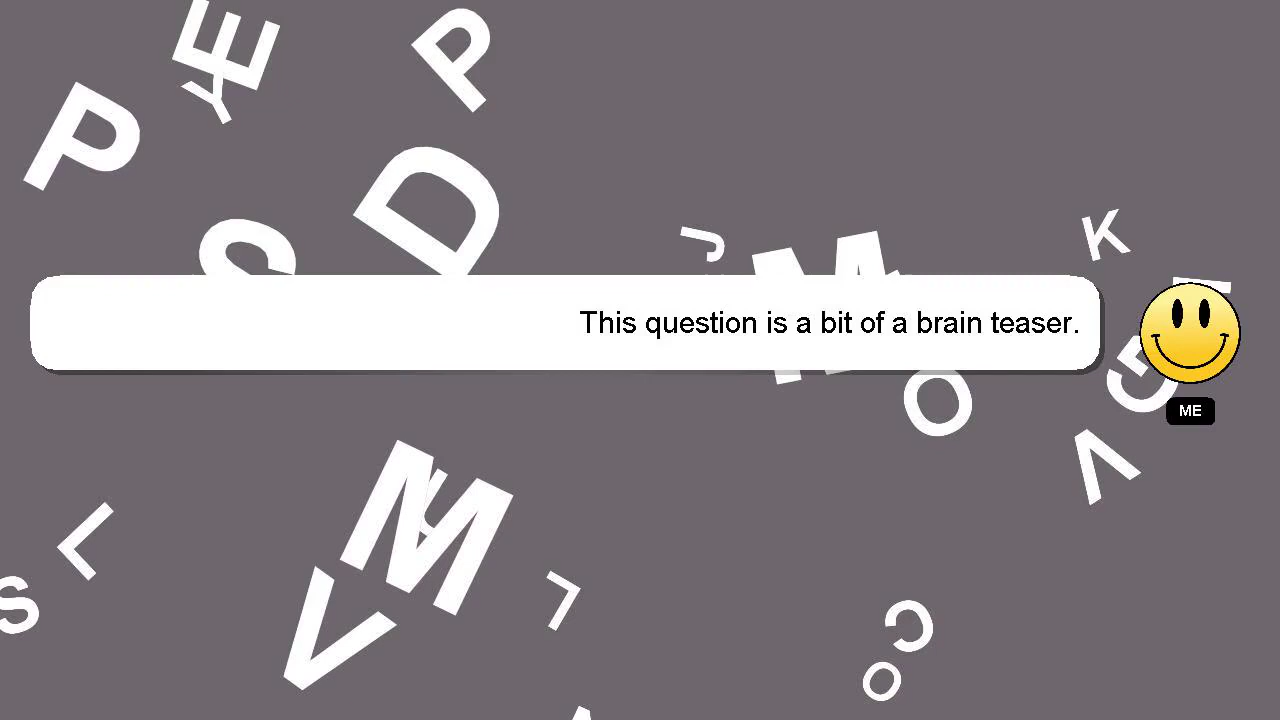 P
E
Y
P
S
D
J
M
K
This question is a bit of a brain teaser.
G
ME
O
V
M
L
S
V
L
C
O